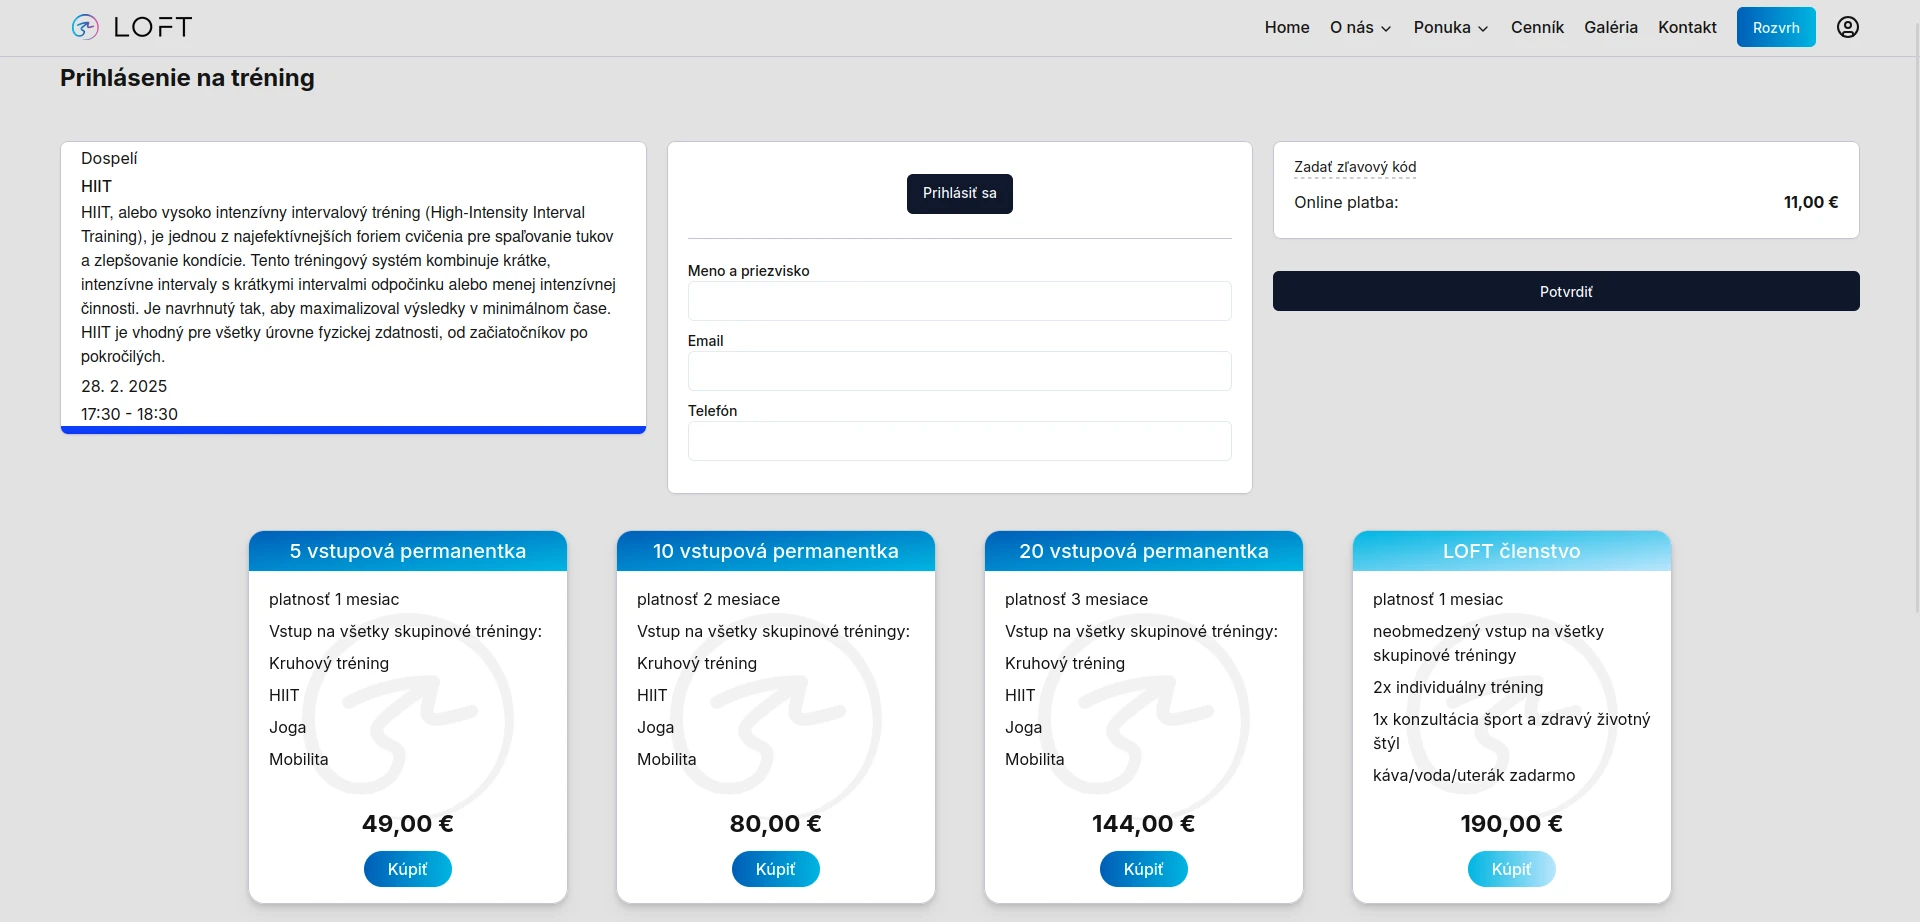 LOFT
Home O nás Ponuka Cenník Galéria Kontakt Rozvrh
Prihlásenie na tréning
Dospelí
HIIT
HIIT, alebo vysoko intenzívny intervalový tréning (High-Intensity Interval
Training), je jednou z najefektívnejších foriem cvičenia pre spaľovanie tukov
a zlepšovanie kondície. Tento tréningový systém kombinuje krátke,
intenzívne intervaly s krátkymi intervalmi odpočinku alebo menej intenzívnej
činnosti. Je navrhnutý tak, aby maximalizoval výsledky v minimálnom čase.
HIIT je vhodný pre všetky úrovne fyzickej zdatnosti, od začiatočníkov po
pokročilých.
28. 2. 2025
17:30 - 18:30
Prihlásiť sa
Meno a priezvisko
Email
Telefón
Zadať zľavový kód
Online platba: 11,00 €
Potvrdiť
5 vstupová permanentka
platnosť 1 mesiac
Vstup na všetky skupinové tréningy:
Kruhový tréning
HIIT
Joga
Mobilita
49,00 €
Kúpiť
10 vstupová permanentka
platnosť 2 mesiace
Vstup na všetky skupinové tréningy:
Kruhový tréning
HIIT
Joga
Mobilita
80,00 €
Kúpiť
20 vstupová permanentka
platnosť 3 mesiace
Vstup na všetky skupinové tréningy:
Kruhový tréning
HIIT
Joga
Mobilita
144,00 €
Kúpiť
LOFT členstvo
platnosť 1 mesiac
neobmedzený vstup na všetky
skupinové tréningy
2x individuálny tréning
1x konzultácia šport a zdravý životný
štýl
káva/voda/uterák zadarmo
190,00 €
Kúpiť